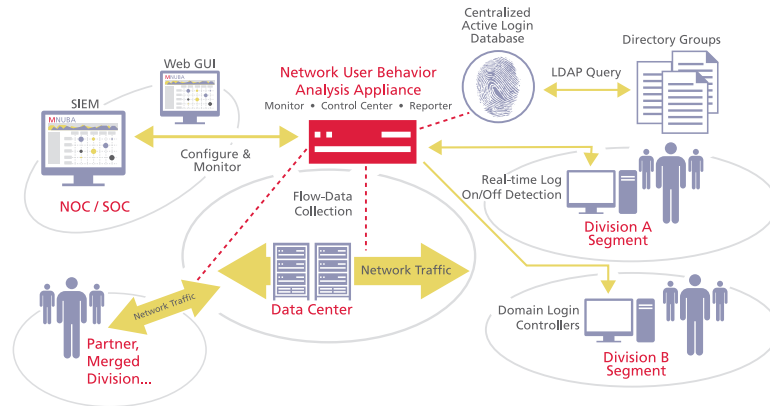 Centralized
Active Login
Database
Directory Groups
LDAP Query
Web GUI
MNUBA
SIEM
MNUBA
NOC / SOC
Configure &
Monitor
Network User Behavior
Analysis Appliance
Monitor • Control Center • Reporter
Flow-Data
Collection
Real-time Log
On/Off Detection
Division A
Segment
Network Traffic
Data Center
Network Traffic
Partner,
Merged
Division...
Domain Login
Controllers
Division B
Segment